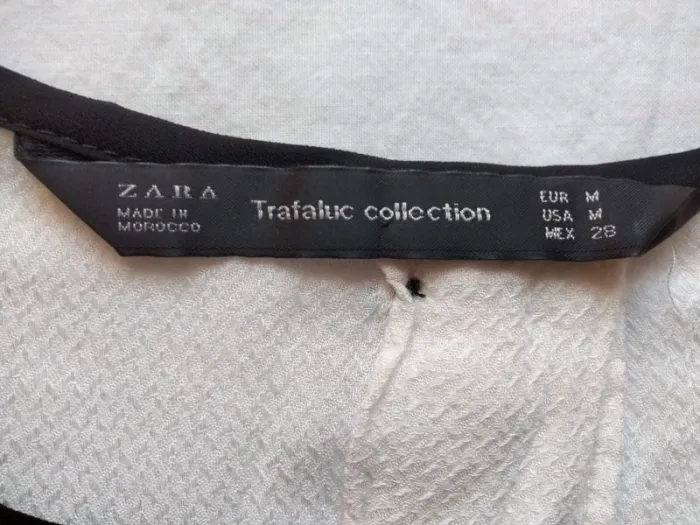 ZARA
MADE IN
MOROCCO
Trafaluc collection
EUR M
USA M
MEX 28